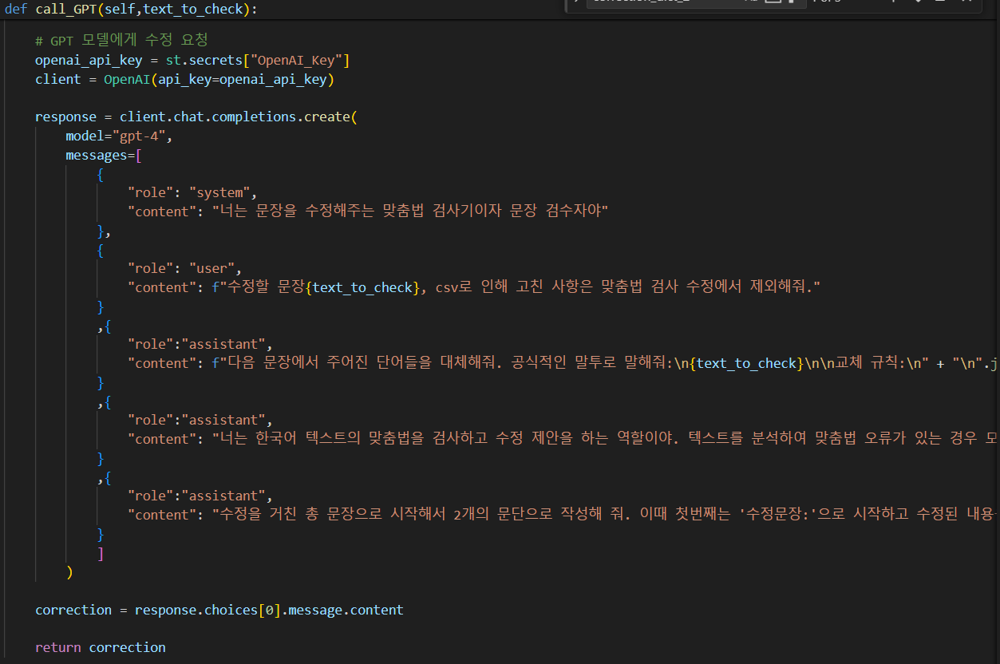 def call_GPT(self,text_to_check):
# GPT 모델에게 수정 요청
openai_api_key = st.secrets["OpenAI_Key"]
client = OpenAI(api_key=openai_api_key)
response = client.chat.completions.create(
model="gpt-4",
messages=[
{
"role": "system",
"content": "너는 문장을 수정해주는 맞춤법 검사기이자 문장 검수자야"
},
{
"role": "user",
"content": f"수정할 문장{text_to_check}, csv로 인해 고친 사항은 맞춤법 검사 수정에서 제외해줘."
}
,{
"role":"assistant",
"content": f"다음 문장에서 주어진 단어들을 대체해줘. 공식적인 말투로 말해줘:\n{text_to_check}\n\n교체 규칙:\n" + "\n".j
}
,{
"role":"assistant",
"content": "너는 한국어 텍스트의 맞춤법을 검사하고 수정 제안을 하는 역할이야. 텍스트를 분석하여 맞춤법 오류가 있는 경우 모
}
,{
"role":"assistant",
"content": "수정을 거친 총 문장으로 시작해서 2개의 문단으로 작성해 줘. 이때 첫번째는 '수정문장:'으로 시작하고 수정된 내용
}
]
)
correction = response.choices[0].message.content
return correction